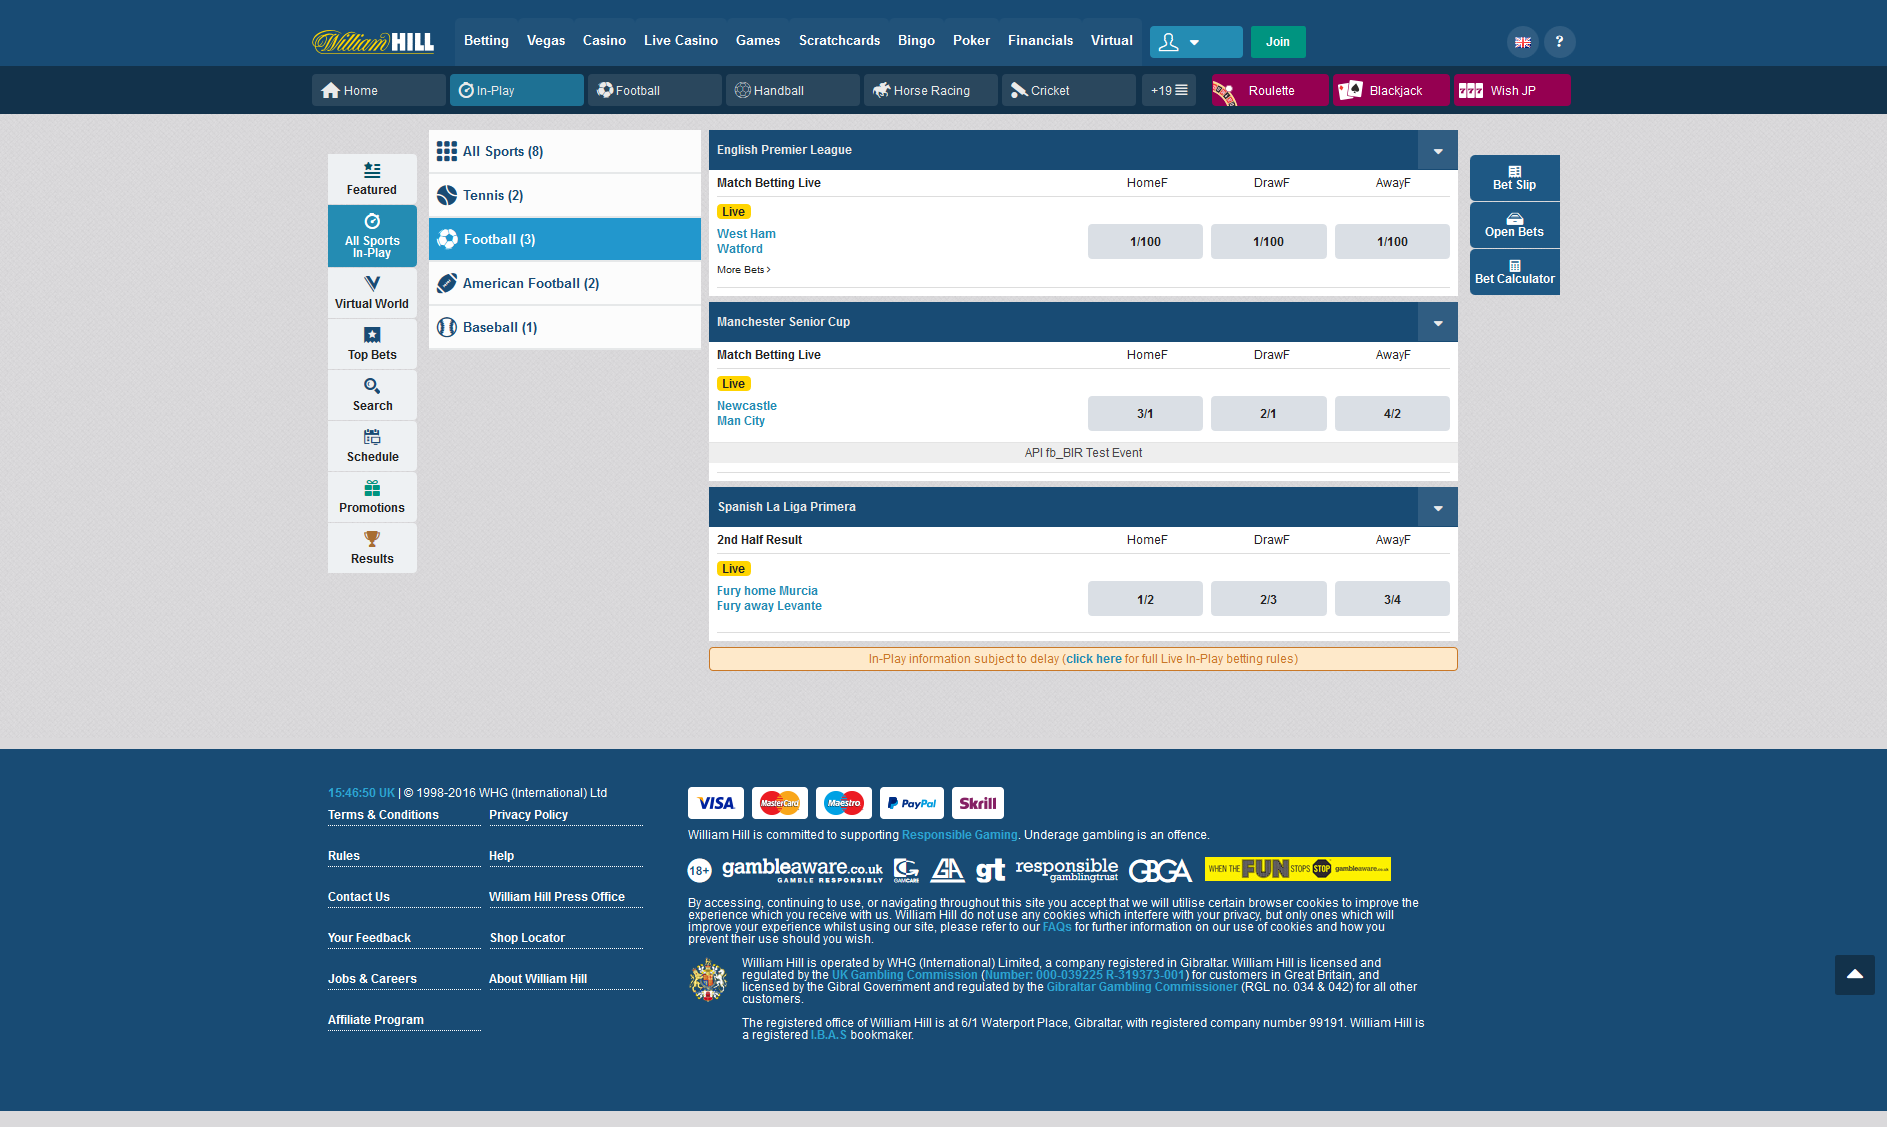 William HILL
Betting Vegas Casino Live Casino Games Scratchcards Bingo Poker Financials Virtual
Join
?
Home
In-Play
Football
Handball
Horse Racing
Cricket
+19
Roulette
Blackjack
777
Wish JP
Featured
All Sports
In-Play
Virtual World
Top Bets
Search
Schedule
Promotions
Results
All Sports (8)
Tennis (2)
Football (3)
American Football (2)
Baseball (1)
English Premier League
Match Betting Live HomeF DrawF AwayF
Live
West Ham
Watford
1/100 1/100 1/100
More Bets >
Manchester Senior Cup
Match Betting Live HomeF DrawF AwayF
Live
Newcastle
Man City
3/1 2/1 4/2
API fb_BIR Test Event
Spanish La Liga Primera
2nd Half Result HomeF DrawF AwayF
Live
Fury home Murcia
Fury away Levante
1/2 2/3 3/4
In-Play information subject to delay (click here for full Live In-Play betting rules)
Bet Slip
Open Bets
Bet Calculator
15:46:50 UK | © 1998-2016 WHG (International) Ltd
Terms & Conditions Privacy Policy
Rules Help
Contact Us William Hill Press Office
Your Feedback Shop Locator
Jobs & Careers About William Hill
Affiliate Program
VISA MasterCard Maestro PayPal Skrill
William Hill is committed to supporting Responsible Gaming. Underage gambling is an offence.
18+
gambleaware.co.uk
GAMBLE RESPONSIBLY
GAMCARE
GA
gt
responsible
gamblingtrust
GBGA
WHEN THE FUN STOPS STOP gambleaware.co.uk
By accessing, continuing to use, or navigating throughout this site you accept that we will utilise certain browser cookies to improve the
experience which you receive with us. William Hill do not use any cookies which interfere with your privacy, but only ones which will
improve your experience whilst using our site, please refer to our FAQs for further information on our use of cookies and how you
prevent their use should you wish.
William Hill is operated by WHG (International) Limited, a company registered in Gibraltar. William Hill is licensed and
regulated by the UK Gambling Commission (Number: 000-039225 R-319373-001) for customers in Great Britain, and
licensed by the Gibral Government and regulated by the Gibraltar Gambling Commissioner (RGL no. 034 & 042) for all other
customers.
The registered office of William Hill is at 6/1 Waterport Place, Gibraltar, with registered company number 99191. William Hill is
a registered I.B.A.S bookmaker.